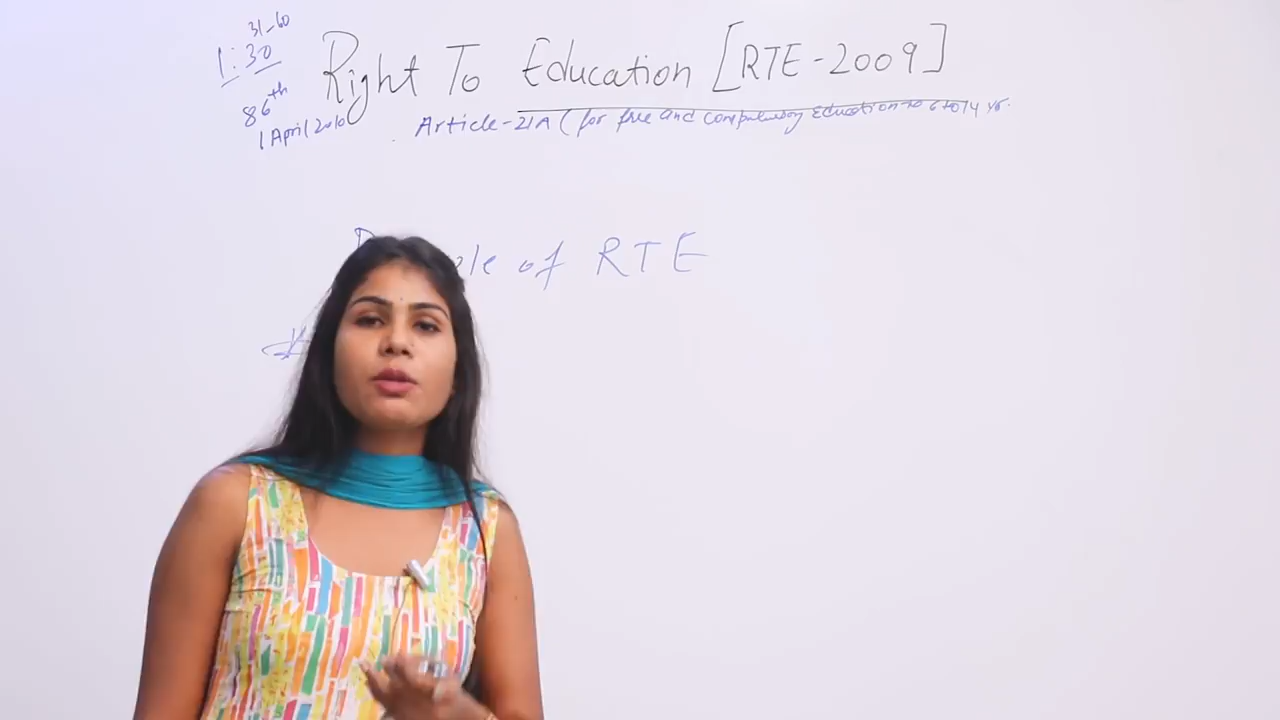 31-60
1:30
Right To Education [RTE-2009]
86th
1 April 2010
Article-21A (for free and compulsory Education to 6 to 14 yr.
of RTE